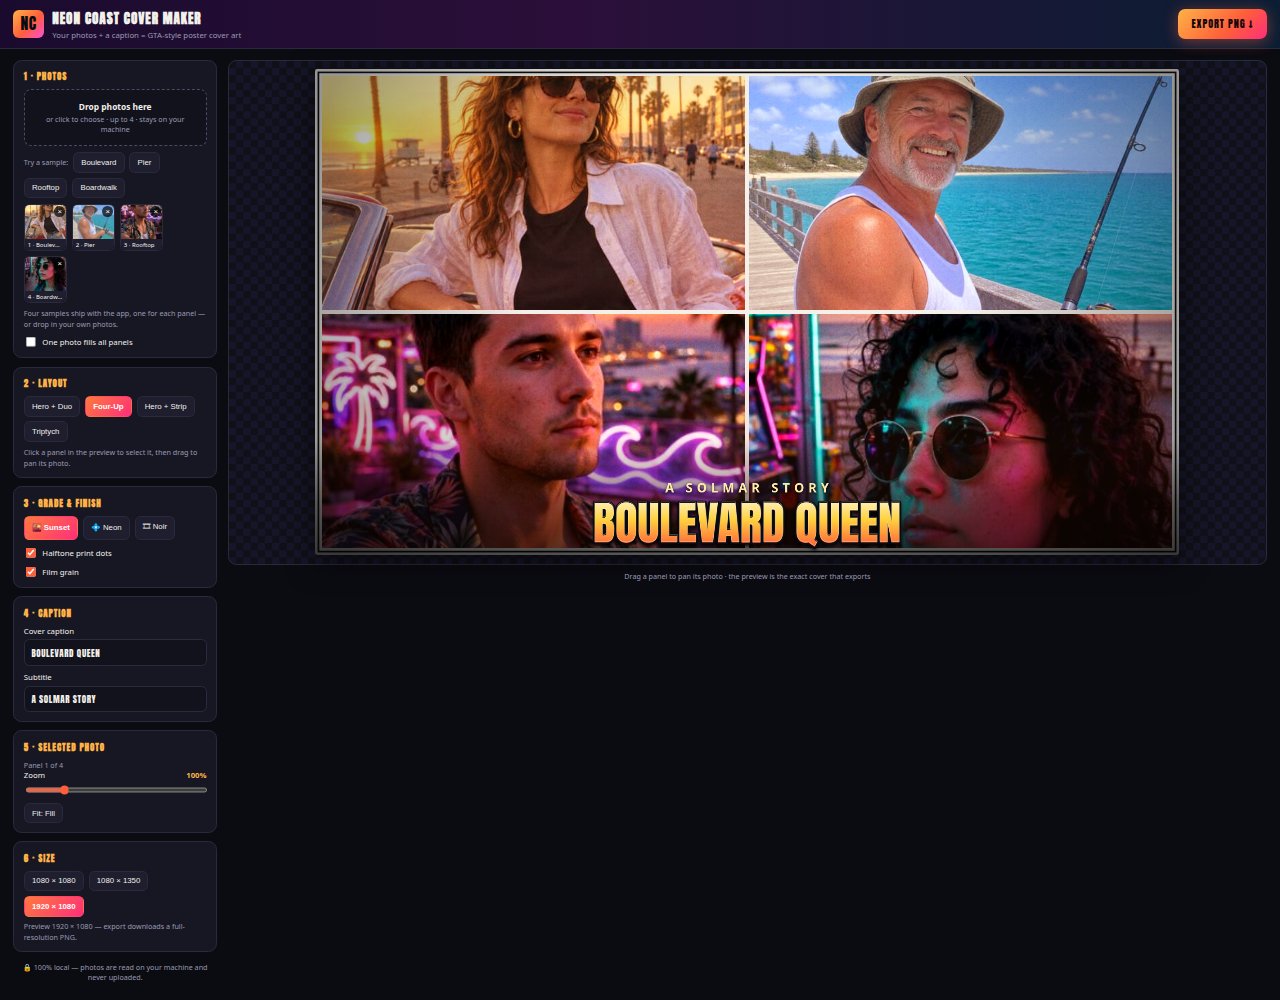 NC
NEON COAST COVER MAKER
Your photos + a caption = GTA-style poster cover art
EXPORT PNG ↓
1 · PHOTOS
Drop photos here
or click to choose · up to 4 · stays on your
machine
Try a sample:
Boulevard
Pier
Rooftop
Boardwalk
1 · Boulev...
2 · Pier
3 · Rooftop
4 · Boardw...
Four samples ship with the app, one for each panel —
or drop in your own photos.
One photo fills all panels
2 · LAYOUT
Hero + Duo
Four-Up
Hero + Strip
Triptych
Click a panel in the preview to select it, then drag to
pan its photo.
3 · GRADE & FINISH
Sunset
Neon
Noir
Halftone print dots
Film grain
4 · CAPTION
Cover caption
BOULEVARD QUEEN
Subtitle
A SOLMAR STORY
5 · SELECTED PHOTO
Panel 1 of 4
Zoom
100%
Fit: Fill
6 · SIZE
1080 × 1080
1080 × 1350
1920 × 1080
Preview 1920 × 1080 — export downloads a full-
resolution PNG.
🔒 100% local — photos are read on your machine and
never uploaded.
A SOLMAR STORY
BOULEVARD QUEEN
Drag a panel to pan its photo · the preview is the exact cover that exports